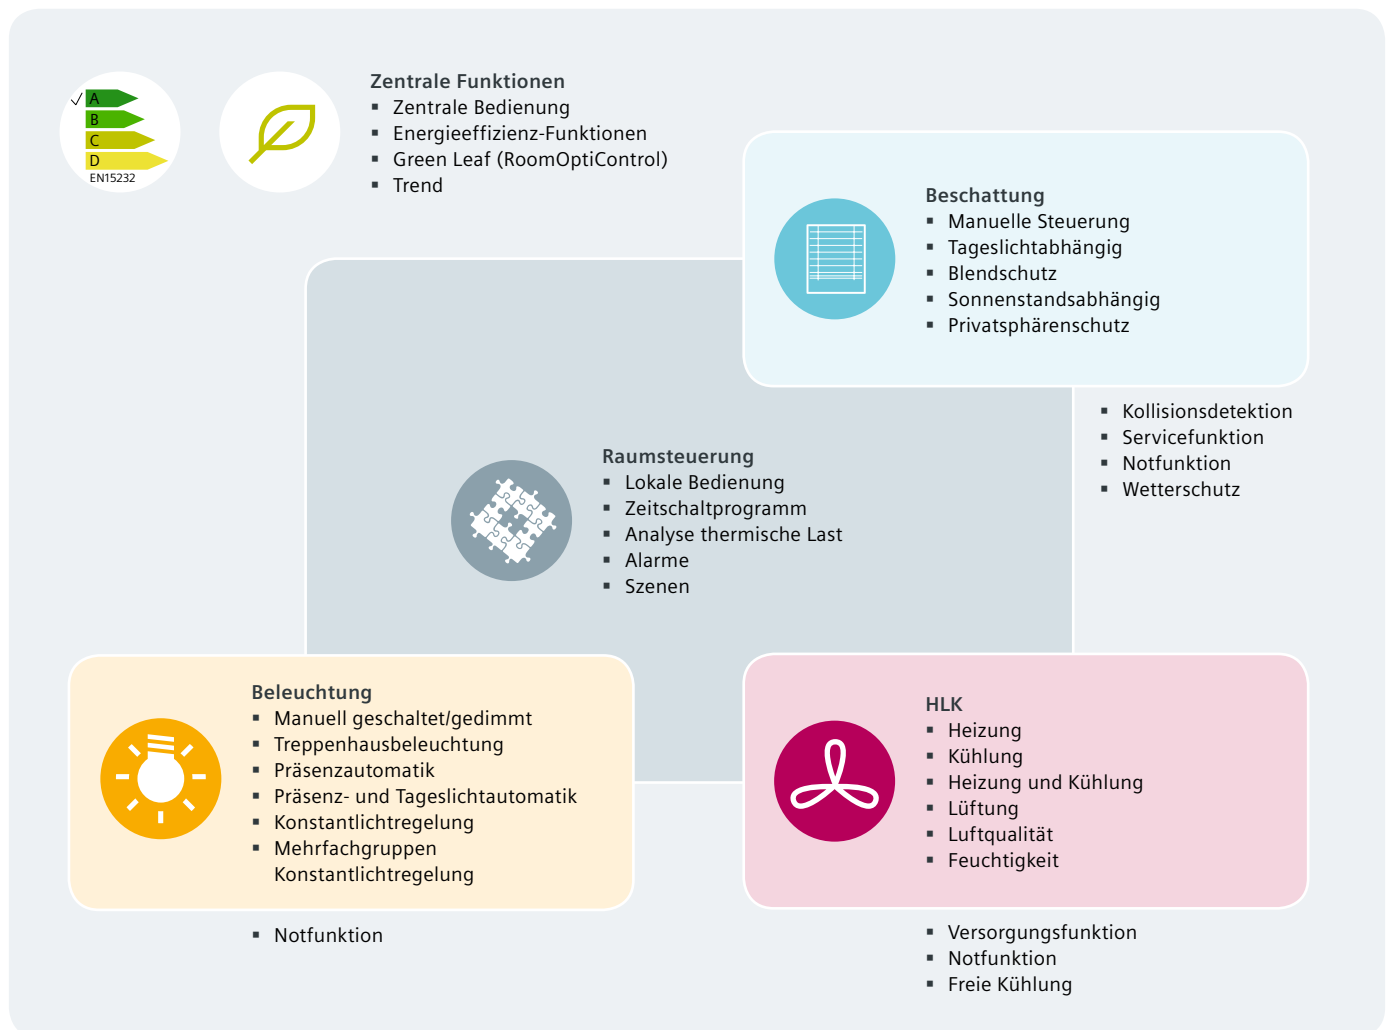 A
B
C
D
EN15232
Zentrale Funktionen
▪ Zentrale Bedienung
▪ Energieeffizienz-Funktionen
▪ Green Leaf (RoomOptiControl)
▪ Trend
Beschattung
▪ Manuelle Steuerung
▪ Tageslichtabhängig
▪ Blendschutz
▪ Sonnenstandsabhängig
▪ Privatsphärenschutz
▪ Kollisionsdetektion
▪ Servicefunktion
▪ Notfunktion
▪ Wetterschutz
Raumsteuerung
▪ Lokale Bedienung
▪ Zeitschaltprogramm
▪ Analyse thermische Last
▪ Alarme
▪ Szenen
Beleuchtung
▪ Manuell geschaltet/gedimmt
▪ Treppenhausbeleuchtung
▪ Präsenzautomatik
▪ Präsenz- und Tageslichtautomatik
▪ Konstantlichtregelung
▪ Mehrfachgruppen
Konstantlichtregelung
▪ Notfunktion
HLK
▪ Heizung
▪ Kühlung
▪ Heizung und Kühlung
▪ Lüftung
▪ Luftqualität
▪ Feuchtigkeit
▪ Versorgungsfunktion
▪ Notfunktion
▪ Freie Kühlung